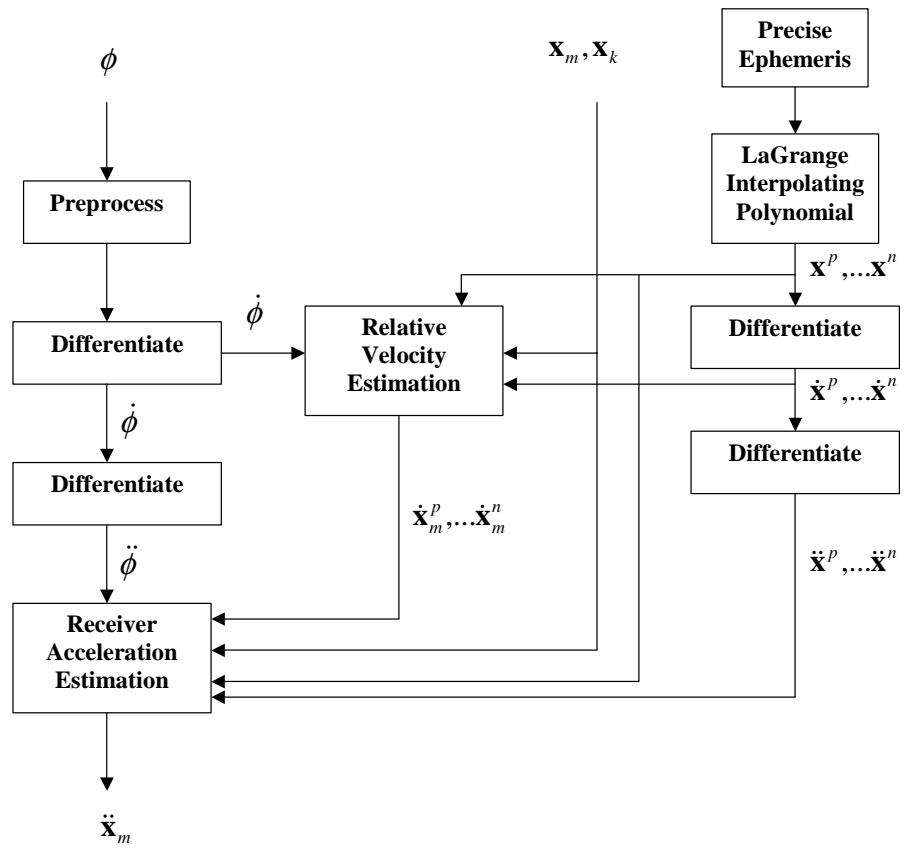 ϕ
𝐱_m, 𝐱_k
Precise
Ephemeris
LaGrange
Interpolating
Polynomial
Preprocess
𝐱^p,...𝐱^n
Differentiate
ϕ̇
Relative
Velocity
Estimation
Differentiate
ϕ̇
𝐱̇^p,...𝐱̇^n
Differentiate
Differentiate
𝐱̇_m^p,...𝐱̇_m^n
ϕ̈
𝐱̈^p,...𝐱̈^n
Receiver
Acceleration
Estimation
𝐱̈_m